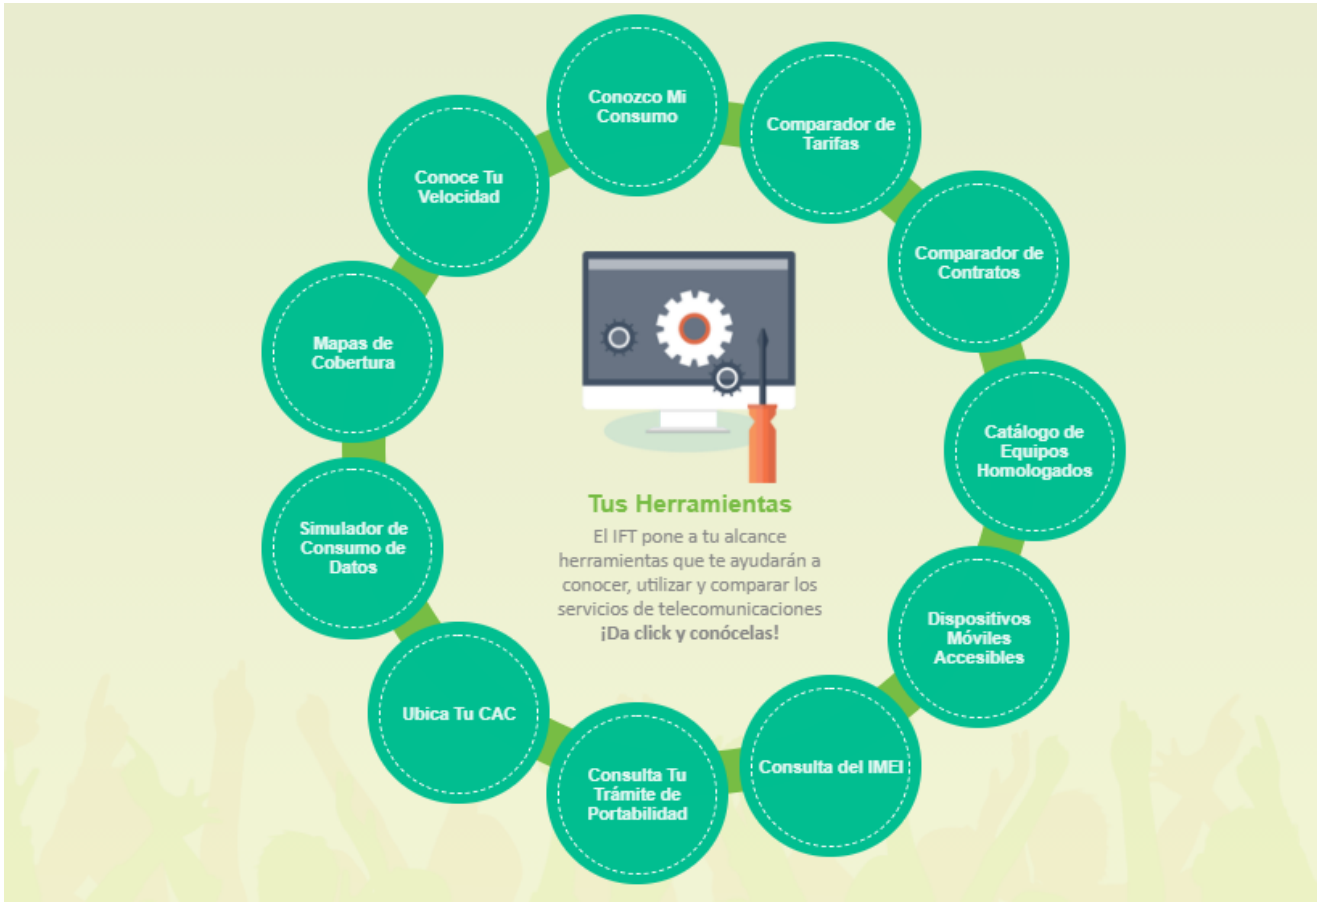 Conozco Mi
Consumo
Comparador de
Tarifas
Comparador de
Contratos
Catálogo de
Equipos
Homologados
Dispositivos
Móviles
Accesibles
Consulta del IMEI
Consulta Tu
Trámite de
Portabilidad
Ubica Tu CAC
Simulador de
Consumo de
Datos
Mapas de
Cobertura
Conoce Tu
Velocidad
Tus Herramientas
El IFT pone a tu alcance
herramientas que te ayudarán a
conocer, utilizar y comparar los
servicios de telecomunicaciones
¡Da click y conócelas!